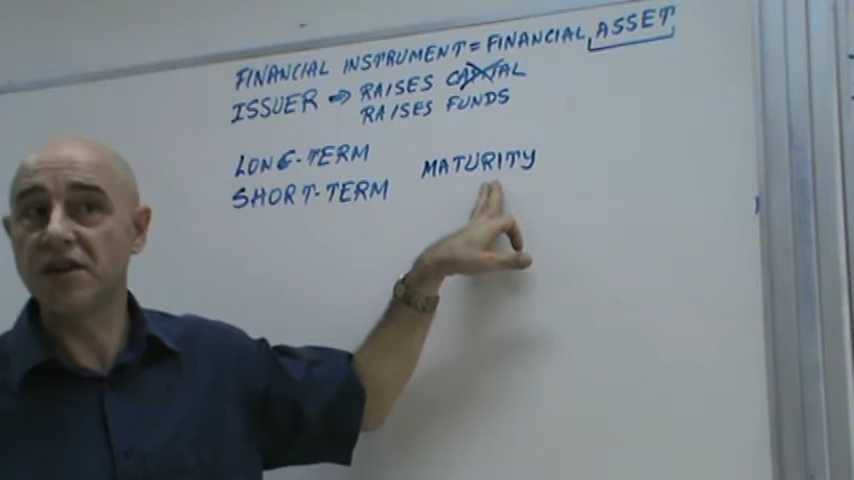 FINANCIAL INSTRUMENT = FINANCIAL ASSET
ISSUER → RAISES CAPITAL
RAISES FUNDS
LONG-TERM
SHORT-TERM
MATURITY